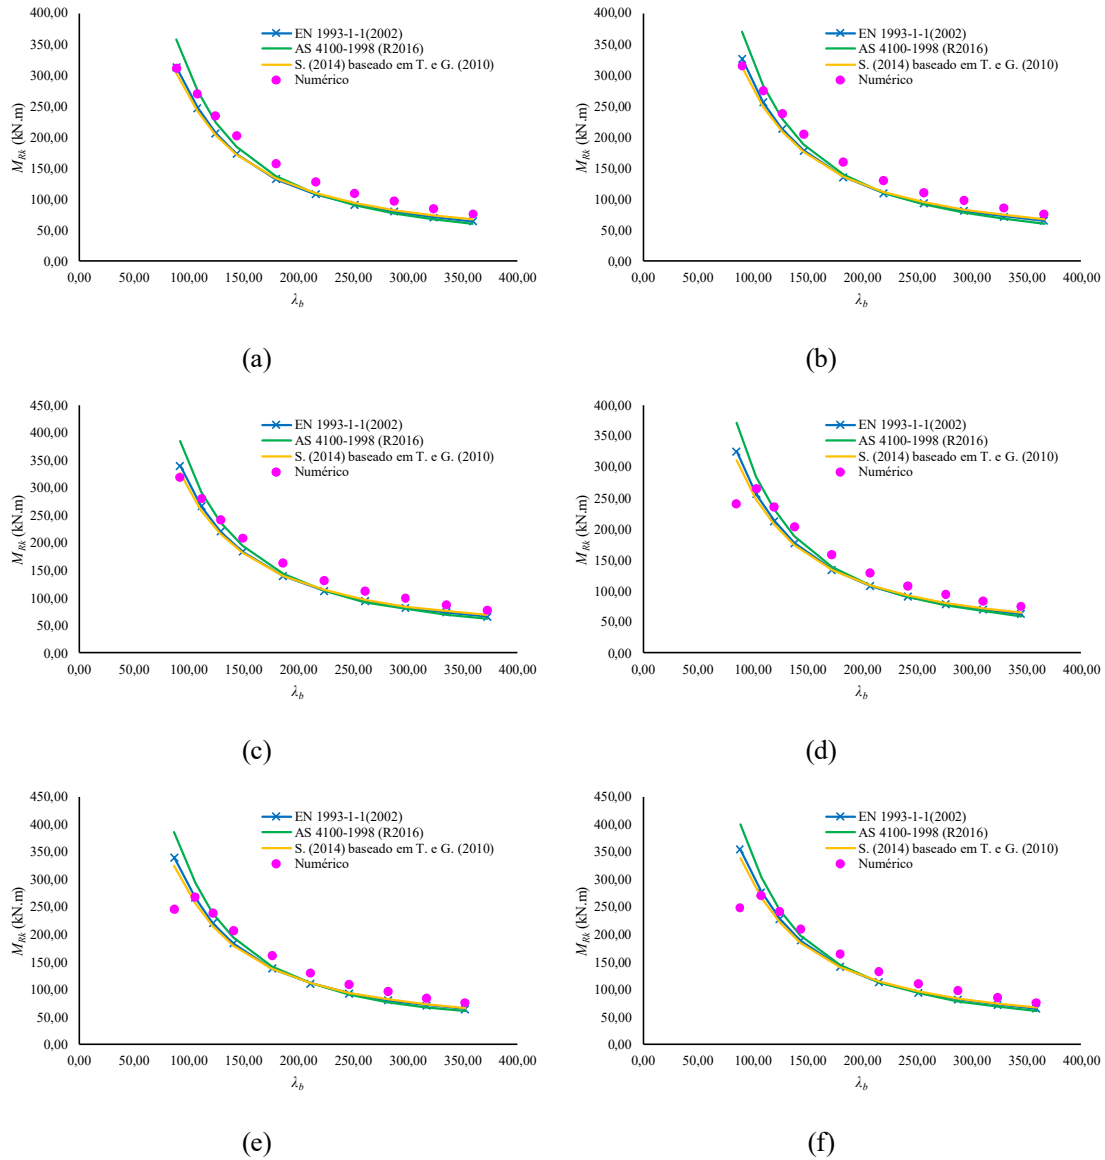 400,00
350,00
300,00
250,00
200,00
150,00
100,00
50,00
0,00
M_Rk (kN.m)
EN 1993-1-1(2002)
AS 4100-1998 (R2016)
S. (2014) baseado em T. e G. (2010)
Numérico
0,00 50,00 100,00 150,00 200,00 250,00 300,00 350,00 400,00
λ_b
(a)
400,00
350,00
300,00
250,00
200,00
150,00
100,00
50,00
0,00
M_Rk (kN.m)
EN 1993-1-1(2002)
AS 4100-1998 (R2016)
S. (2014) baseado em T. e G. (2010)
Numérico
0,00 50,00 100,00 150,00 200,00 250,00 300,00 350,00 400,00
λ_b
(b)
450,00
400,00
350,00
300,00
250,00
200,00
150,00
100,00
50,00
0,00
M_Rk (kN.m)
EN 1993-1-1(2002)
AS 4100-1998 (R2016)
S. (2014) baseado em T. e G. (2010)
Numérico
0,00 50,00 100,00 150,00 200,00 250,00 300,00 350,00 400,00
λ_b
(c)
400,00
350,00
300,00
250,00
200,00
150,00
100,00
50,00
0,00
M_Rk (kN.m)
EN 1993-1-1(2002)
AS 4100-1998 (R2016)
S. (2014) baseado em T. e G. (2010)
Numérico
0,00 50,00 100,00 150,00 200,00 250,00 300,00 350,00 400,00
λ_b
(d)
450,00
400,00
350,00
300,00
250,00
200,00
150,00
100,00
50,00
0,00
M_Rk (kN.m)
EN 1993-1-1(2002)
AS 4100-1998 (R2016)
S. (2014) baseado em T. e G. (2010)
Numérico
0,00 50,00 100,00 150,00 200,00 250,00 300,00 350,00 400,00
λ_b
(e)
450,00
400,00
350,00
300,00
250,00
200,00
150,00
100,00
50,00
0,00
M_Rk (kN.m)
EN 1993-1-1(2002)
AS 4100-1998 (R2016)
S. (2014) baseado em T. e G. (2010)
Numérico
0,00 50,00 100,00 150,00 200,00 250,00 300,00 350,00 400,00
λ_b
(f)